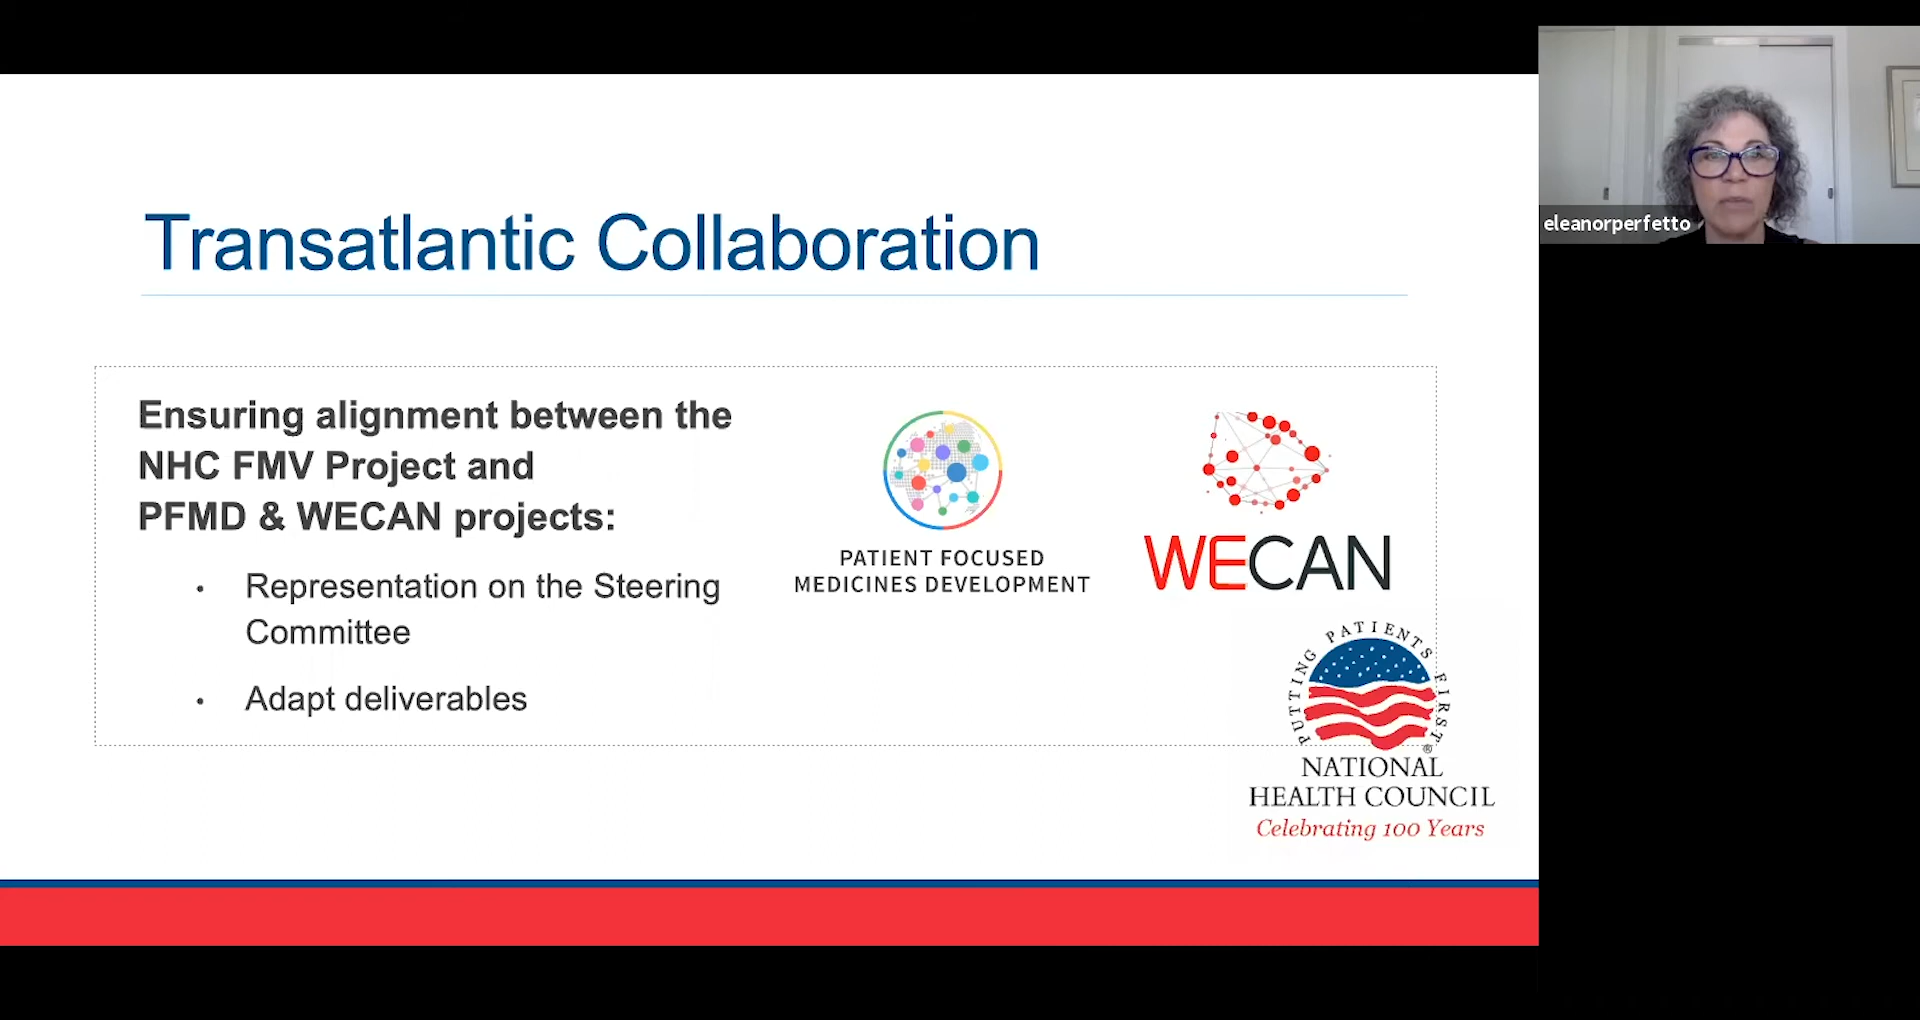 Transatlantic Collaboration
Ensuring alignment between the
NHC FMV Project and
PFMD & WECAN projects:
• Representation on the Steering
Committee
• Adapt deliverables
PATIENT FOCUSED
MEDICINES DEVELOPMENT
WECAN
PUTTING PATIENTS FIRST
®
NATIONAL
HEALTH COUNCIL
Celebrating 100 Years
eleanorperfetto